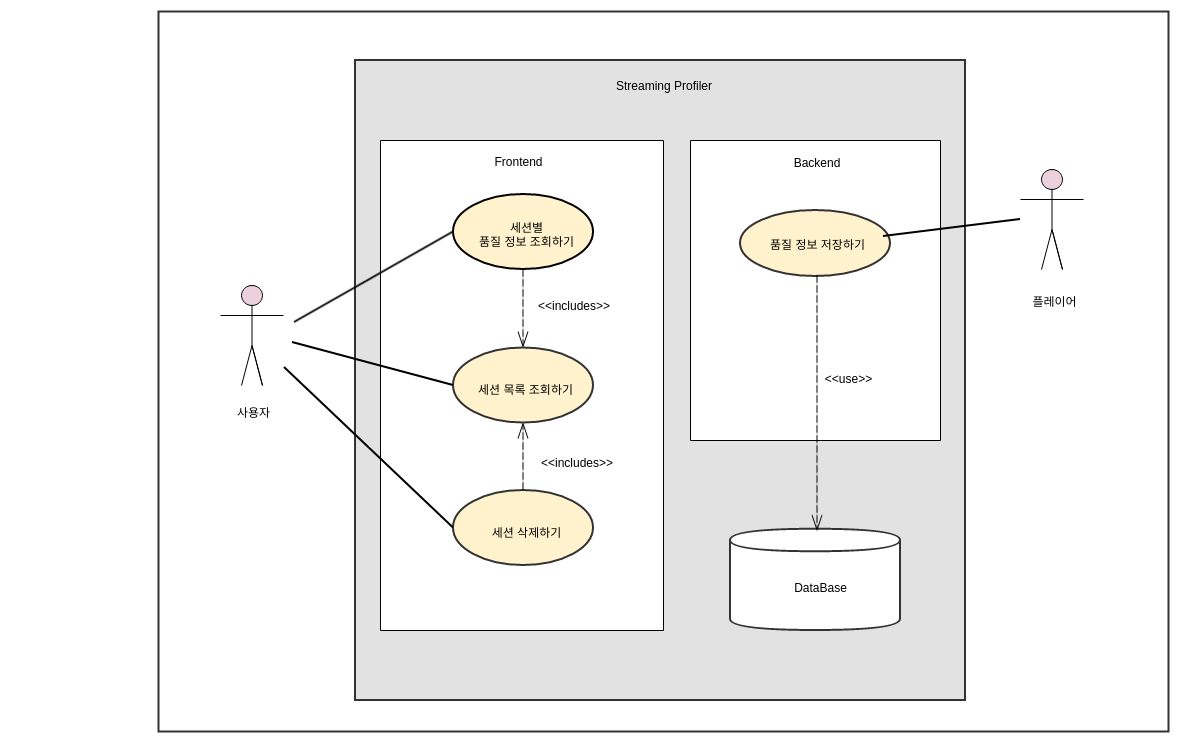 Streaming Profiler
Frontend
세션별
품질 정보 조회하기
<<includes>>
세션 목록 조회하기
<<includes>>
세션 삭제하기
사용자
Backend
품질 정보 저장하기
<<use>>
DataBase
플레이어